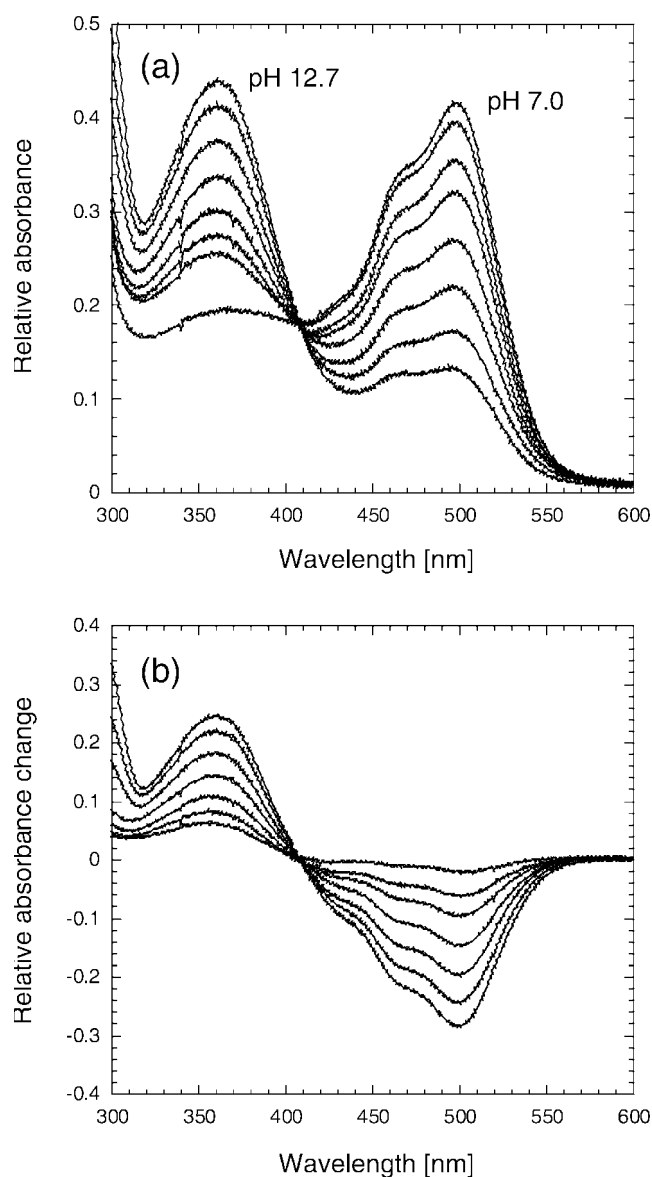 (a)
pH 12.7
pH 7.0
0.5
0.4
0.3
0.2
0.1
0
Relative absorbance
300 350 400 450 500 550 600
Wavelength [nm]
(b)
0.4
0.3
0.2
0.1
0
-0.1
-0.2
-0.3
-0.4
Relative absorbance change
300 350 400 450 500 550 600
Wavelength [nm]